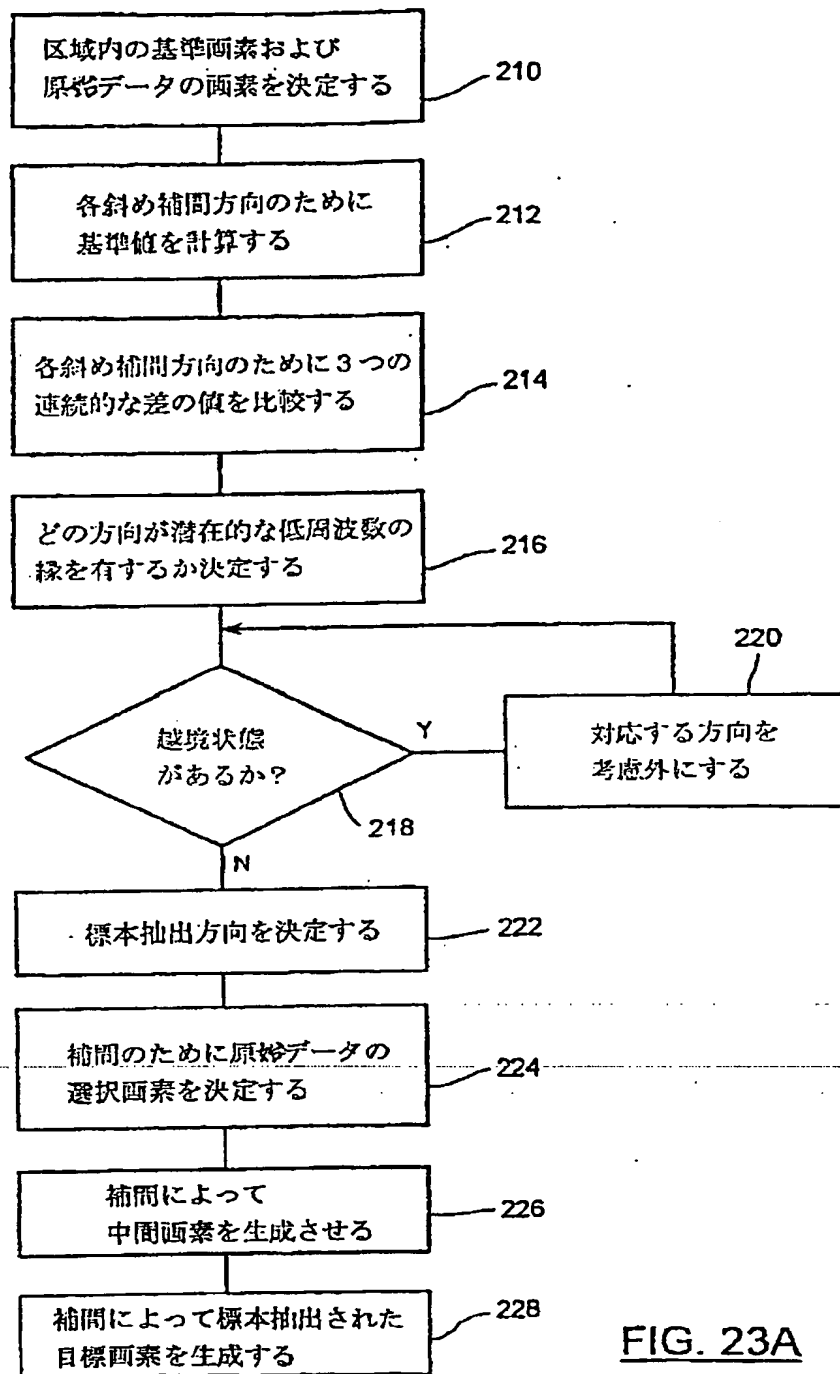 区域内の基準画素および
原始データの画素を決定する
210
各斜め補間方向のために
基準値を計算する
212
各斜め補間方向のために3つの
連続的な差の値を比較する
214
どの方向が潜在的な低周波数の
縁を有するか決定する
216
220
越境状態
があるか?
Y
対応する方向を
考慮外にする
218
N
標本抽出方向を決定する
222
補間のために原始データの
選択画素を決定する
224
補間によって
中間画素を生成させる
226
補間によって標本抽出された
目標画素を生成する
228
FIG. 23A